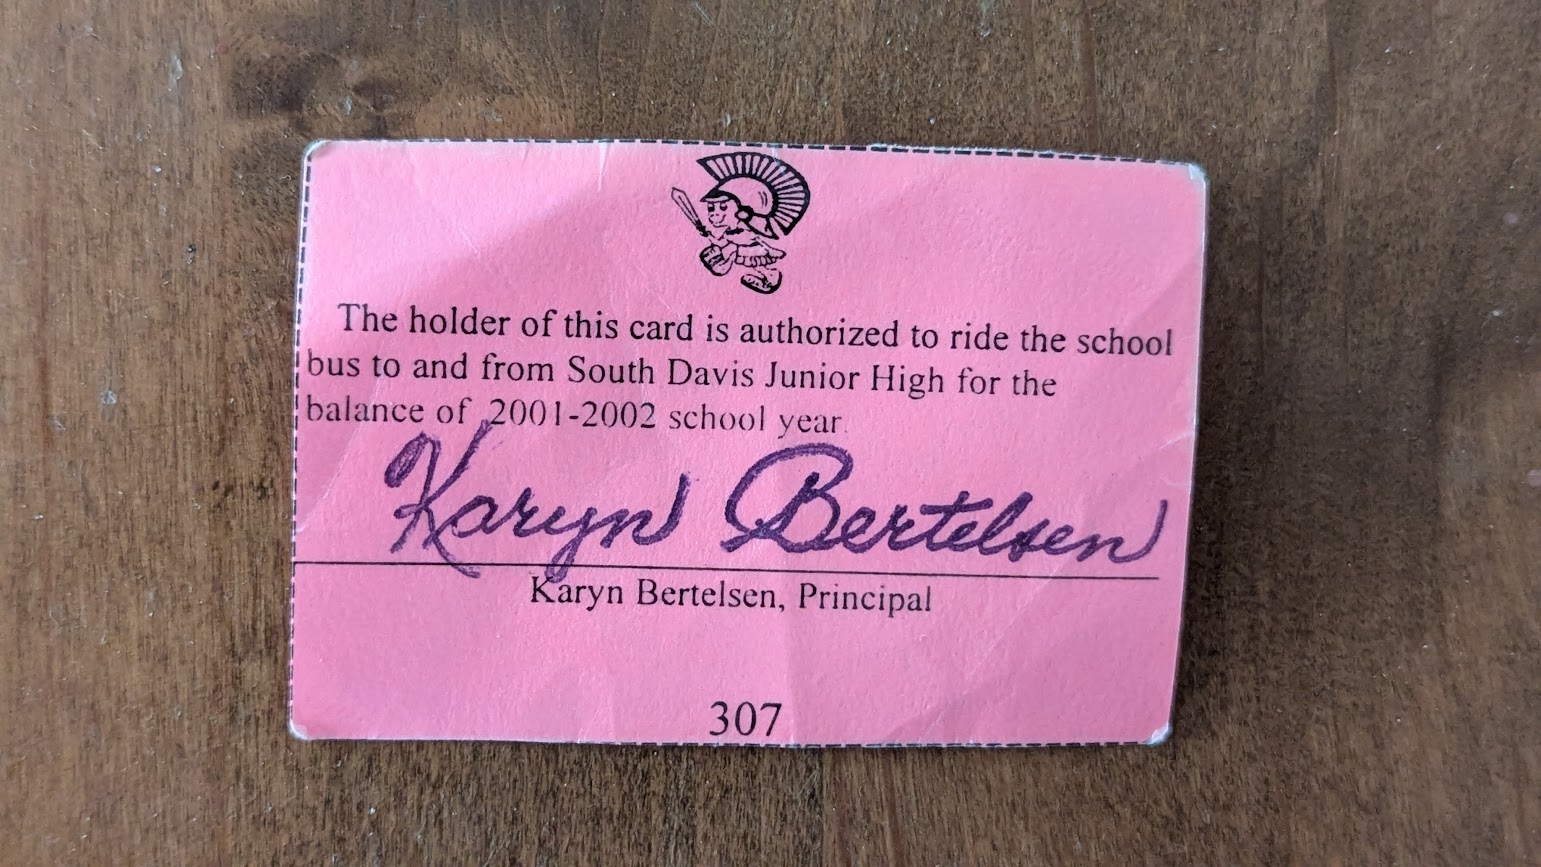 The holder of this card is authorized to ride the school
bus to and from South Davis Junior High for the
balance of 2001-2002 school year.
Karyn Bertelsen
Karyn Bertelsen, Principal
307